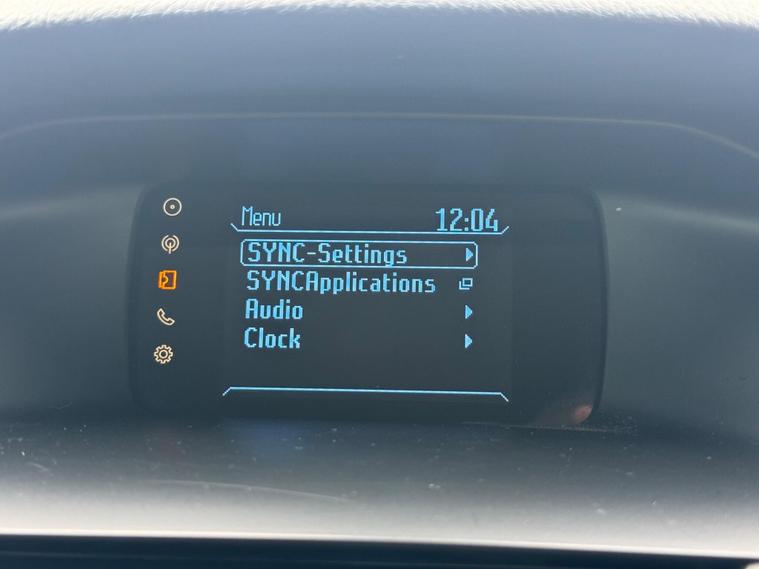 Menu 12:04
SYNC-Settings
SYNCApplications
Audio
Clock